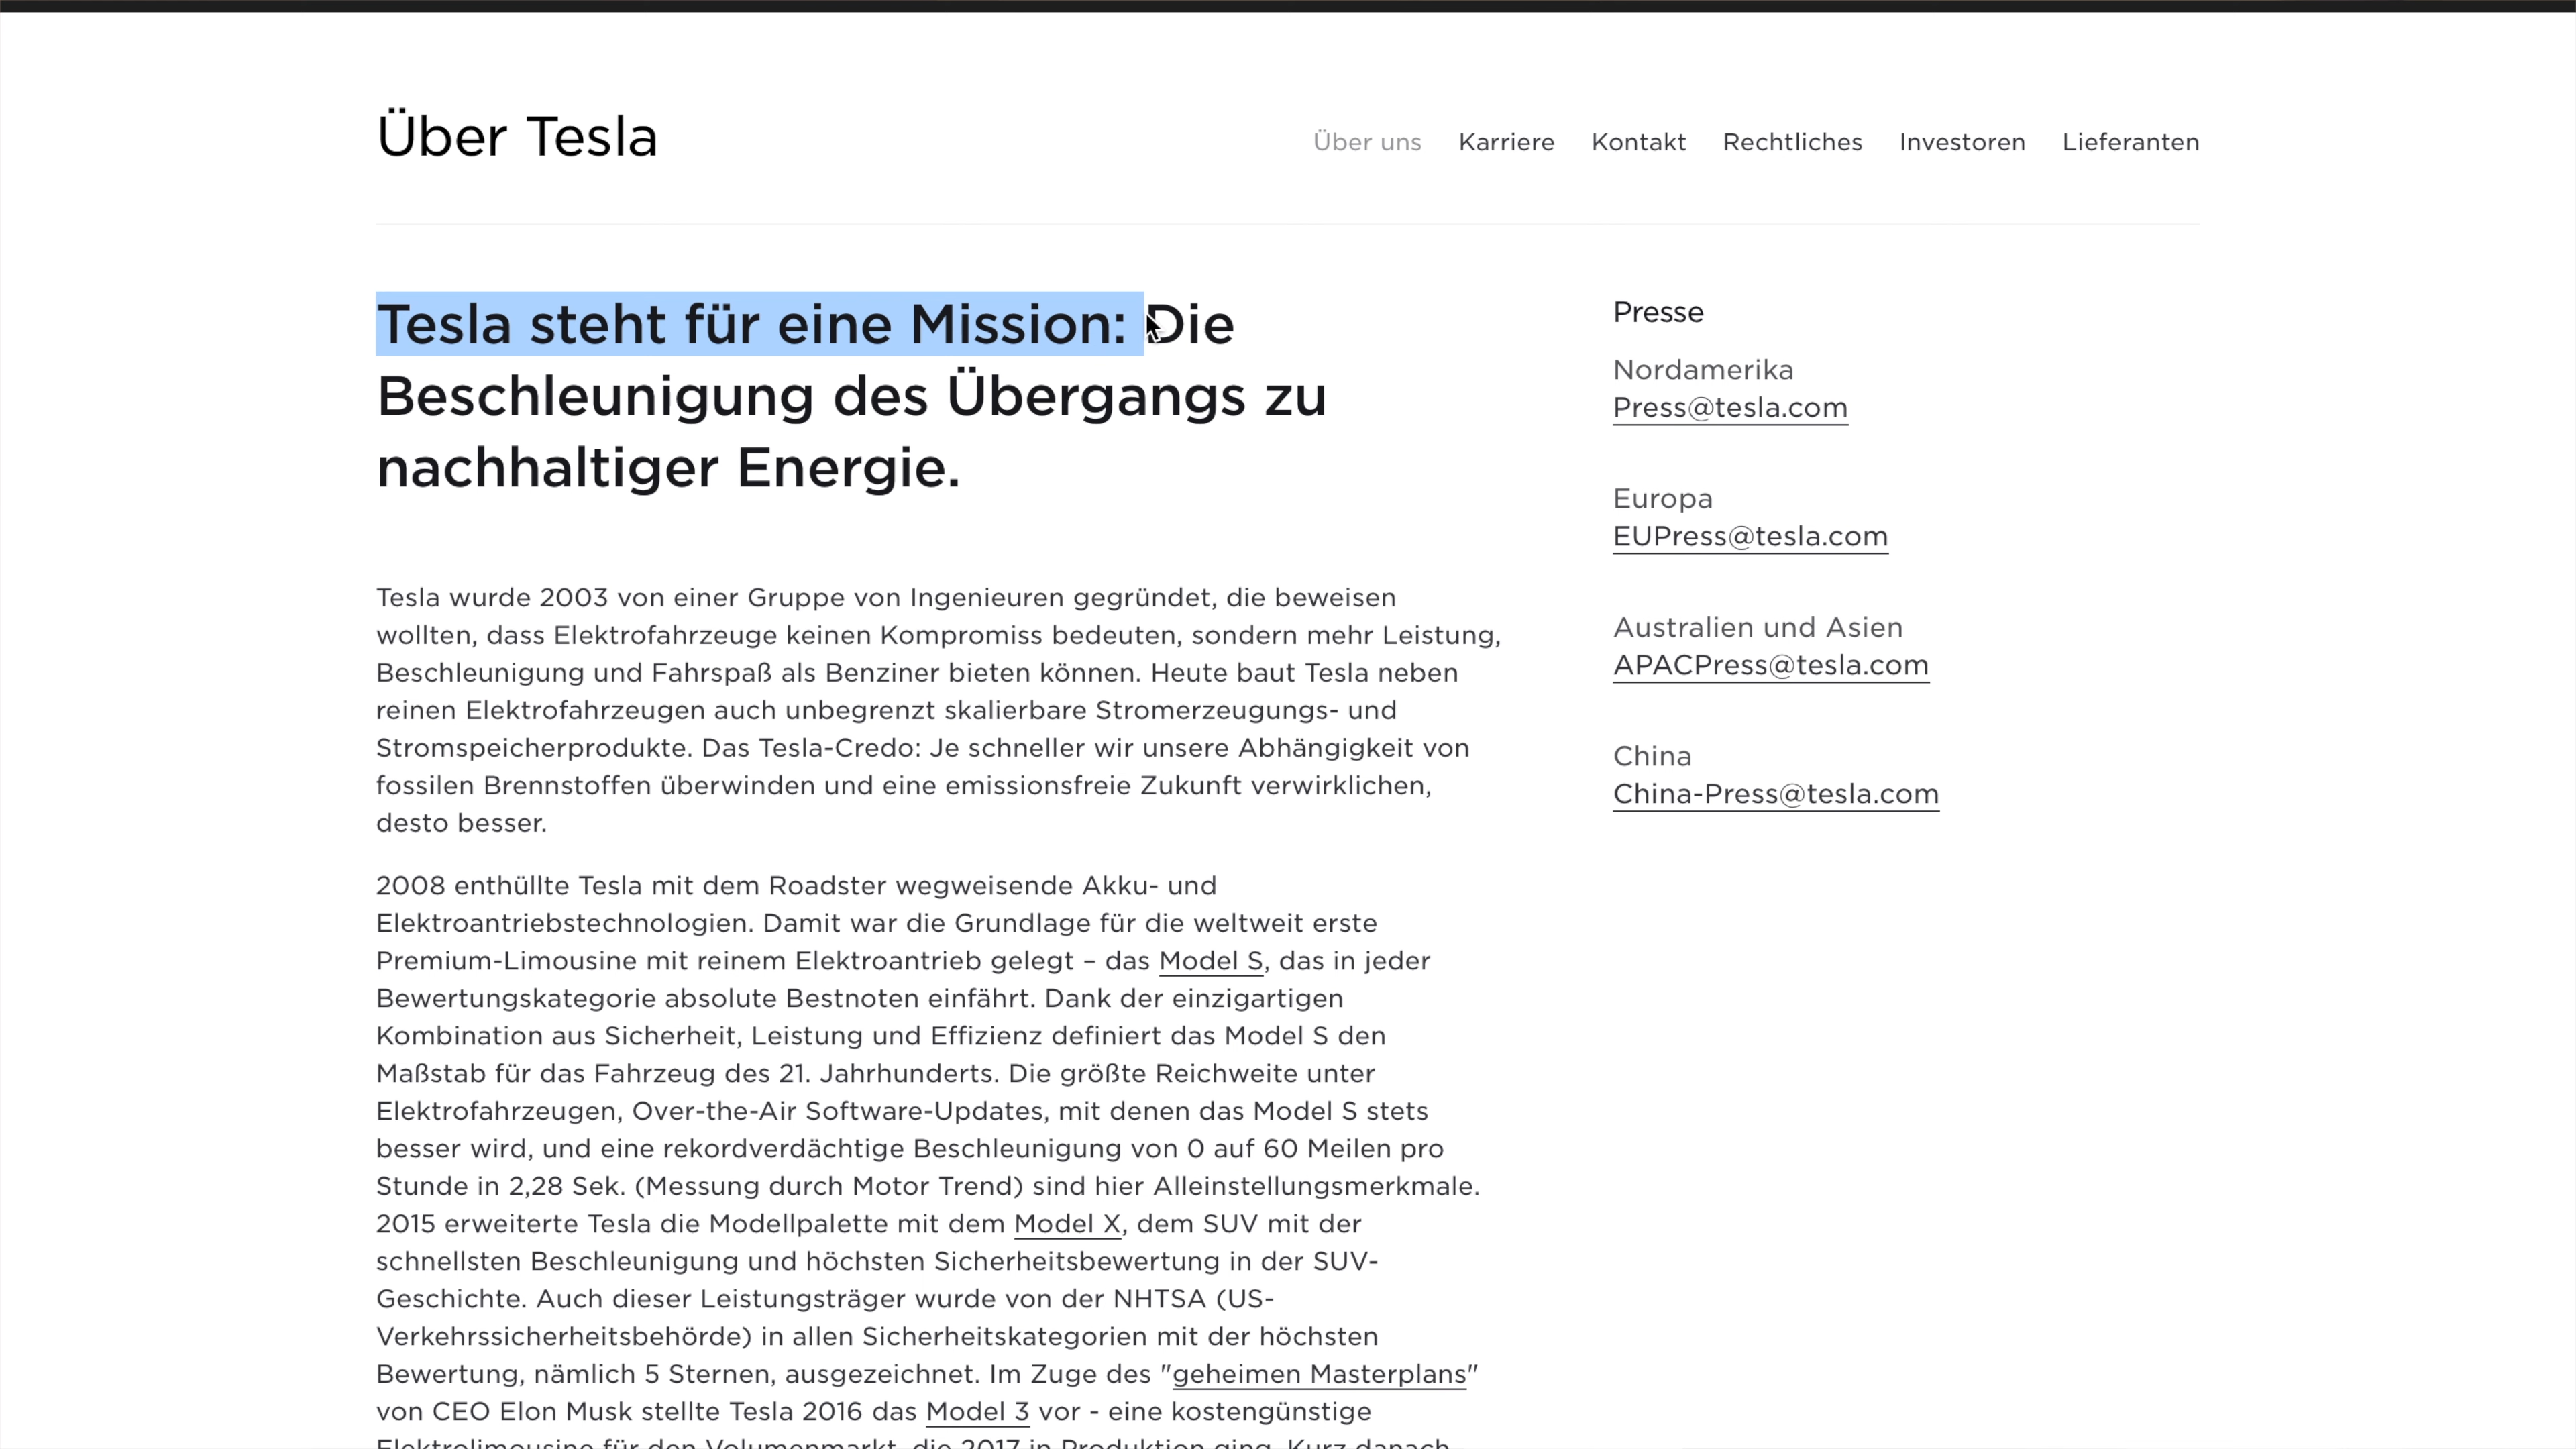 Über Tesla
Über uns Karriere Kontakt Rechtliches Investoren Lieferanten
Tesla steht für eine Mission: Die
Beschleunigung des Übergangs zu
nachhaltiger Energie.
Tesla wurde 2003 von einer Gruppe von Ingenieuren gegründet, die beweisen
wollten, dass Elektrofahrzeuge keinen Kompromiss bedeuten, sondern mehr Leistung,
Beschleunigung und Fahrspaß als Benziner bieten können. Heute baut Tesla neben
reinen Elektrofahrzeugen auch unbegrenzt skalierbare Stromerzeugungs- und
Stromspeicherprodukte. Das Tesla-Credo: Je schneller wir unsere Abhängigkeit von
fossilen Brennstoffen überwinden und eine emissionsfreie Zukunft verwirklichen,
desto besser.
2008 enthüllte Tesla mit dem Roadster wegweisende Akku- und
Elektroantriebstechnologien. Damit war die Grundlage für die weltweit erste
Premium-Limousine mit reinem Elektroantrieb gelegt – das Model S, das in jeder
Bewertungskategorie absolute Bestnoten einfährt. Dank der einzigartigen
Kombination aus Sicherheit, Leistung und Effizienz definiert das Model S den
Maßstab für das Fahrzeug des 21. Jahrhunderts. Die größte Reichweite unter
Elektrofahrzeugen, Over-the-Air Software-Updates, mit denen das Model S stets
besser wird, und eine rekordverdächtige Beschleunigung von 0 auf 60 Meilen pro
Stunde in 2,28 Sek. (Messung durch Motor Trend) sind hier Alleinstellungsmerkmale.
2015 erweiterte Tesla die Modellpalette mit dem Model X, dem SUV mit der
schnellsten Beschleunigung und höchsten Sicherheitsbewertung in der SUV-
Geschichte. Auch dieser Leistungsträger wurde von der NHTSA (US-
Verkehrssicherheitsbehörde) in allen Sicherheitskategorien mit der höchsten
Bewertung, nämlich 5 Sternen, ausgezeichnet. Im Zuge des "geheimen Masterplans"
von CEO Elon Musk stellte Tesla 2016 das Model 3 vor - eine kostengünstige
Elektrolimousine für den Volumenmarkt, die 2017 in Produktion ging. Kurz danach
Presse
Nordamerika
Press@tesla.com
Europa
EUPress@tesla.com
Australien und Asien
APACPress@tesla.com
China
China-Press@tesla.com